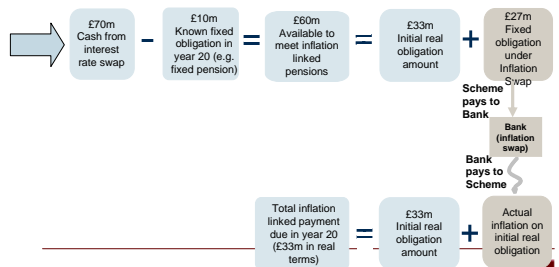 £70m
Cash from
interest
rate swap
–
£10m
Known fixed
obligation in
year 20 (e.g.
fixed pension)
=
£60m
Available to
meet inflation
linked
pensions
=
£33m
Initial real
obligation
amount
+
£27m
Fixed
obligation
under
Inflation
Swap
Scheme
pays to
Bank
Bank
(inflation
swap)
Bank
pays to
Scheme
Total inflation
linked payment
due in year 20
(£33m in real
terms)
=
£33m
Initial real
obligation
amount
+
Actual
inflation on
initial real
obligation